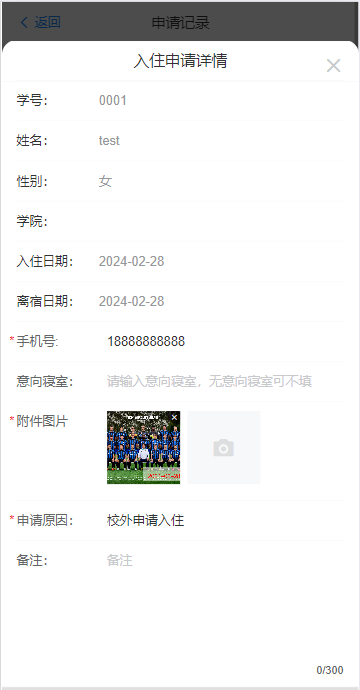 返回 申请记录
入住申请详情
学号： 0001
姓名： test
性别： 女
学院：
入住日期： 2024-02-28
离宿日期： 2024-02-28
*手机号: 18888888888
意向寝室： 请输入意向寝室，无意向寝室可不填
*附件图片
*申请原因： 校外申请入住
备注： 备注
0/300